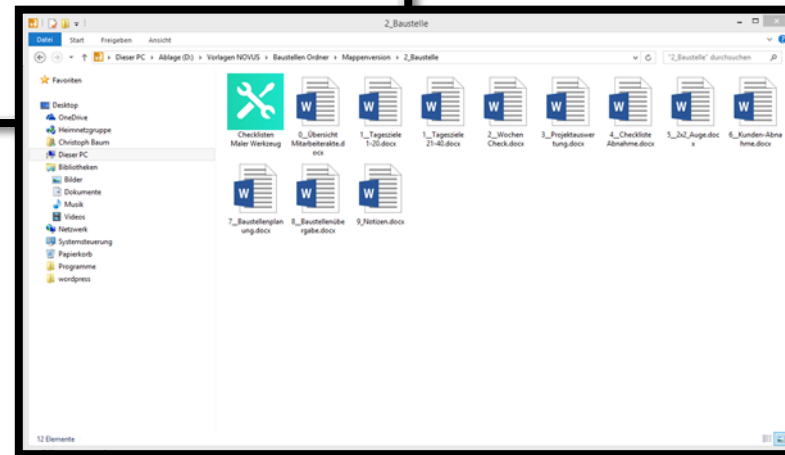 2_Baustelle
Datei Start Freigeben Ansicht
Dieser PC Ablage (D:) Vorlagen NOVUS Baustellen Ordner Mappenversion 2_Baustelle
"2_Baustelle" durchsuchen
Favoriten
Desktop
OneDrive
Heimnetzgruppe
Christoph Baum
Dieser PC
Bibliotheken
Bilder
Dokumente
Musik
Videos
Netzwerk
Systemsteuerung
Papierkorb
Programme
wordpress
Checklisten
Maler Werkzeug
0__Übersicht
Mitarbeiterakte.d
ocx
1__Tagesziele
1-20.docx
1__Tagesziele
21-40.docx
2__Wochen
Check.docx
3__Projektauswer
tung.docx
4__Checkliste
Abnahme.docx
5__2x2_Auge.doc
x
6__Kunden-Abna
hme.docx
7__Baustellenplan
ung.docx
8__Baustellenübe
rgabe.docx
9_Notizen.docx
12 Elemente